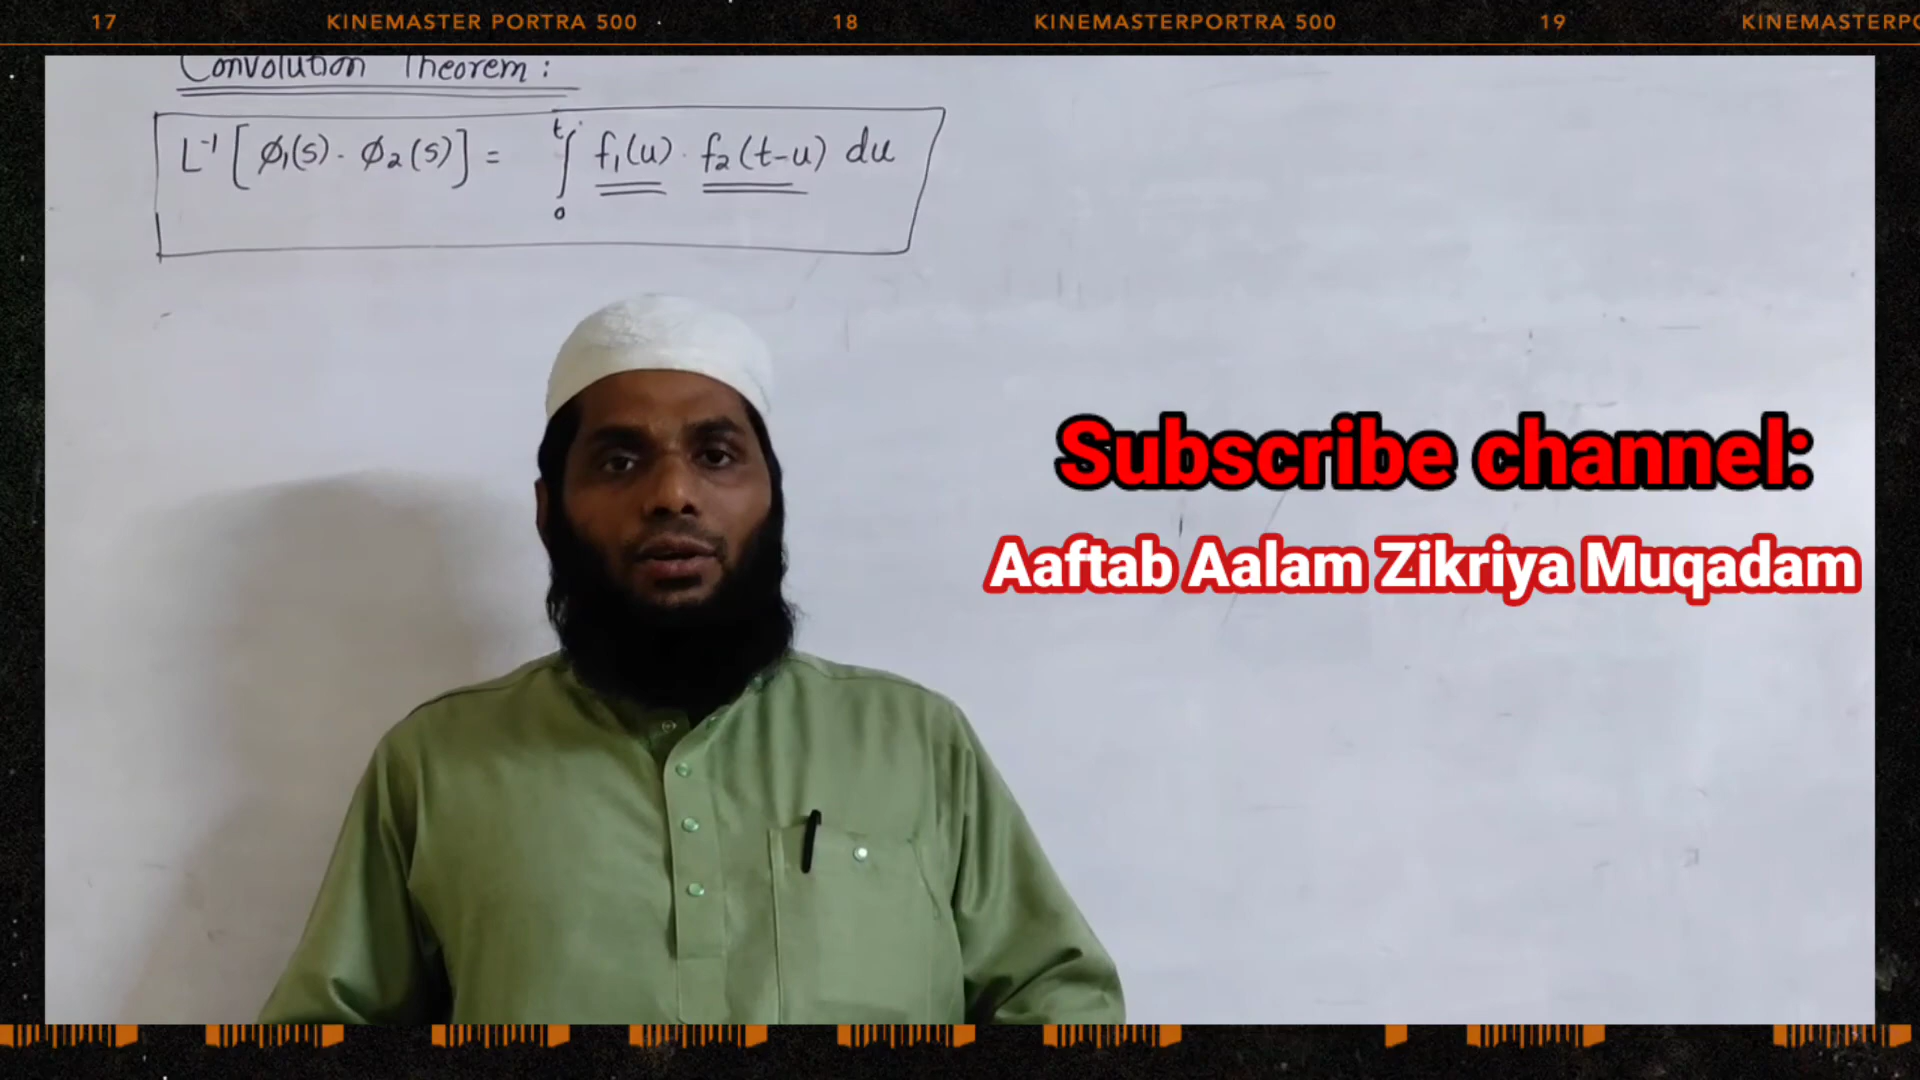 17 KINEMASTER PORTRA 500 18 KINEMASTERPORTRA 500 19 KINEMASTERPO
Convolution Theorem :
L⁻¹ [ ϕ₁(s) · ϕ₂(s) ] = ∫₀ᵗ f₁(u) · f₂(t-u) du
Subscribe channel:
Aaftab Aalam Zikriya Muqadam